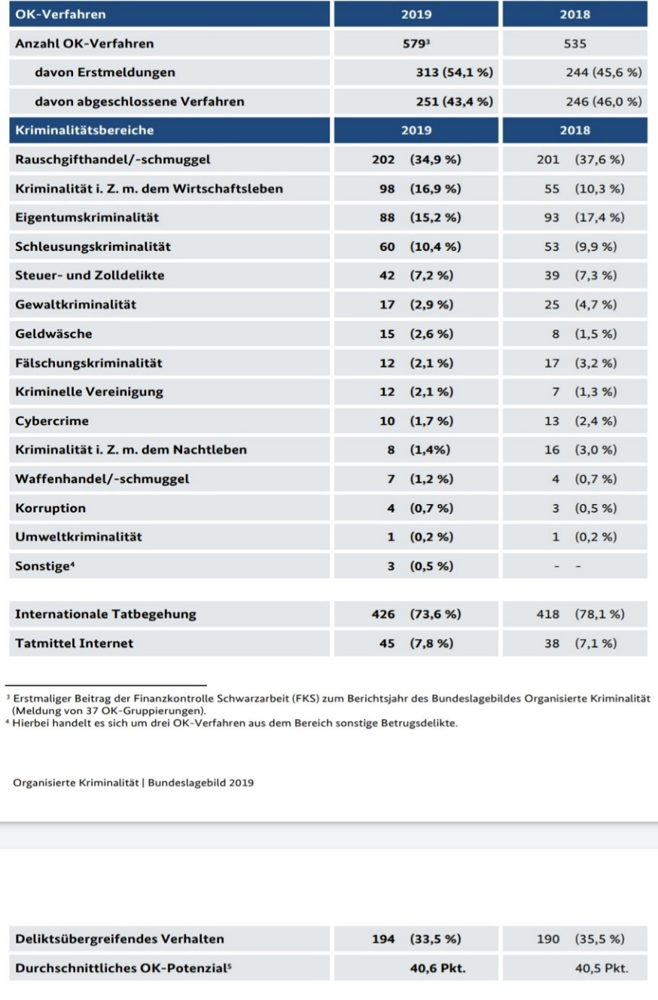 OK-Verfahren 2019 2018
Anzahl OK-Verfahren 579³ 535
davon Erstmeldungen 313 (54,1 %) 244 (45,6 %)
davon abgeschlossene Verfahren 251 (43,4 %) 246 (46,0 %)
Kriminalitätsbereiche 2019 2018
Rauschgifthandel/-schmuggel 202 (34,9 %) 201 (37,6 %)
Kriminalität i. Z. m. dem Wirtschaftsleben 98 (16,9 %) 55 (10,3 %)
Eigentumskriminalität 88 (15,2 %) 93 (17,4 %)
Schleusungskriminalität 60 (10,4 %) 53 (9,9 %)
Steuer- und Zolldelikte 42 (7,2 %) 39 (7,3 %)
Gewaltkriminalität 17 (2,9 %) 25 (4,7 %)
Geldwäsche 15 (2,6 %) 8 (1,5 %)
Fälschungskriminalität 12 (2,1 %) 17 (3,2 %)
Kriminelle Vereinigung 12 (2,1 %) 7 (1,3 %)
Cybercrime 10 (1,7 %) 13 (2,4 %)
Kriminalität i. Z. m. dem Nachtleben 8 (1,4%) 16 (3,0 %)
Waffenhandel/-schmuggel 7 (1,2 %) 4 (0,7 %)
Korruption 4 (0,7 %) 3 (0,5 %)
Umweltkriminalität 1 (0,2 %) 1 (0,2 %)
Sonstige⁴ 3 (0,5 %) - -
Internationale Tatbegehung 426 (73,6 %) 418 (78,1 %)
Tatmittel Internet 45 (7,8 %) 38 (7,1 %)
³ Erstmaliger Beitrag der Finanzkontrolle Schwarzarbeit (FKS) zum Berichtsjahr des Bundeslagebildes Organisierte Kriminalität
(Meldung von 37 OK-Gruppierungen).
⁴ Hierbei handelt es sich um drei OK-Verfahren aus dem Bereich sonstige Betrugsdelikte.
Organisierte Kriminalität | Bundeslagebild 2019
Deliktsübergreifendes Verhalten 194 (33,5 %) 190 (35,5 %)
Durchschnittliches OK-Potenzial⁵ 40,6 Pkt. 40,5 Pkt.